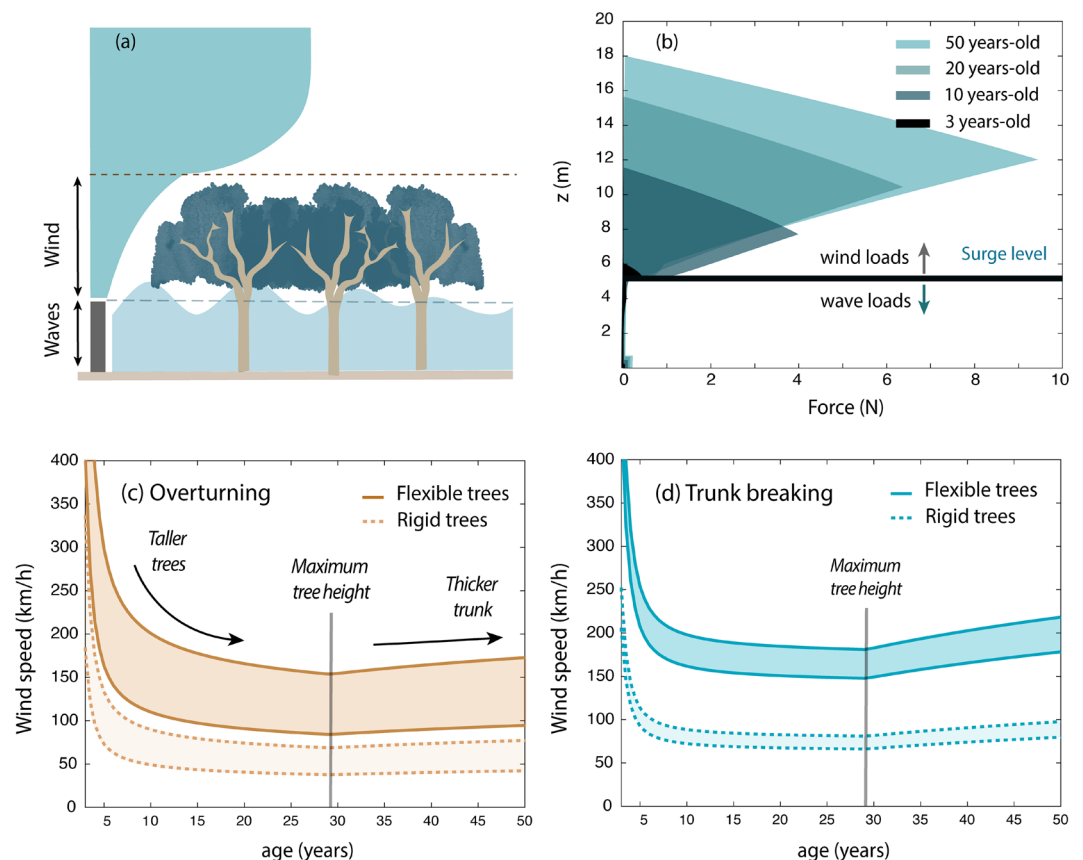 (a)
Wind
Waves
(b)
50 years-old
20 years-old
10 years-old
3 years-old
20
18
16
14
12
10
8
6
4
2
z (m)
wind loads
Surge level
wave loads
0
2
4
6
8
10
Force (N)
(c) Overturning
Flexible trees
Rigid trees
Taller
trees
Maximum
tree height
Thicker
trunk
400
350
300
250
200
150
100
50
0
Wind speed (km/h)
5
10
15
20
25
30
35
40
45
50
age (years)
(d) Trunk breaking
Flexible trees
Rigid trees
Maximum
tree height
400
350
300
250
200
150
100
50
0
Wind speed (km/h)
5
10
15
20
25
30
35
40
45
50
age (years)